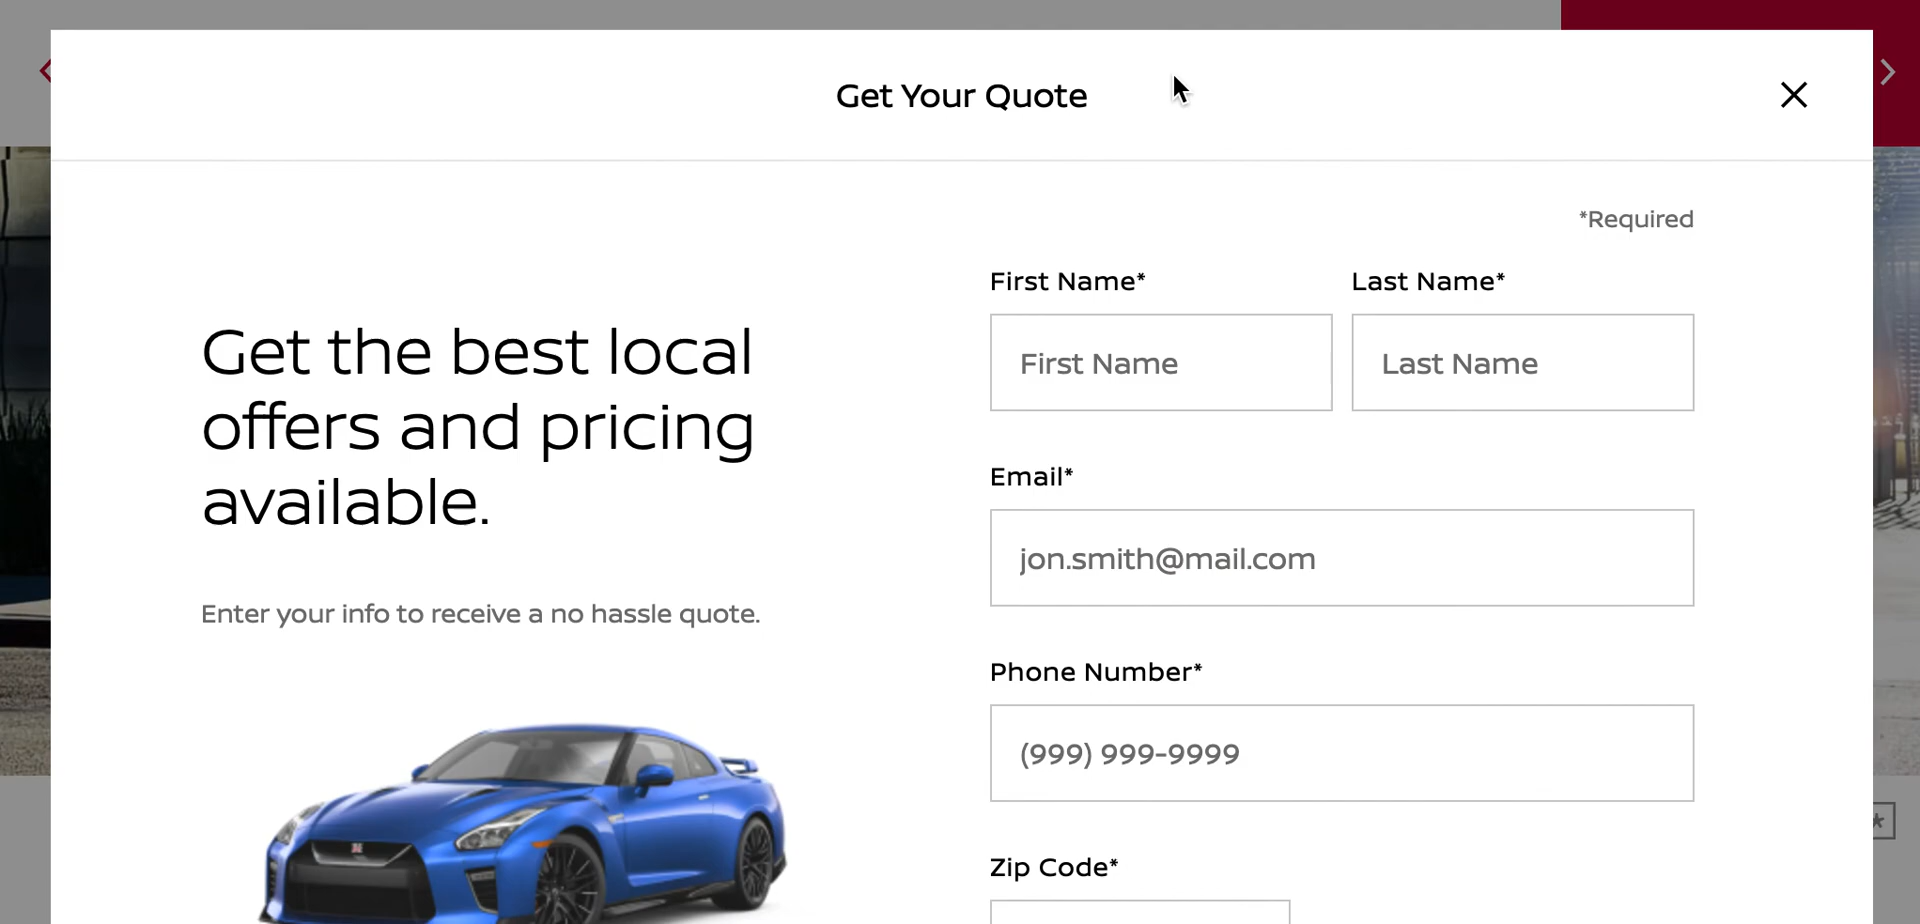 Get Your Quote
*Required
Get the best local
offers and pricing
available.
Enter your info to receive a no hassle quote.
First Name*
Last Name*
First Name
Last Name
Email*
jon.smith@mail.com
Phone Number*
(999) 999-9999
Zip Code*
*